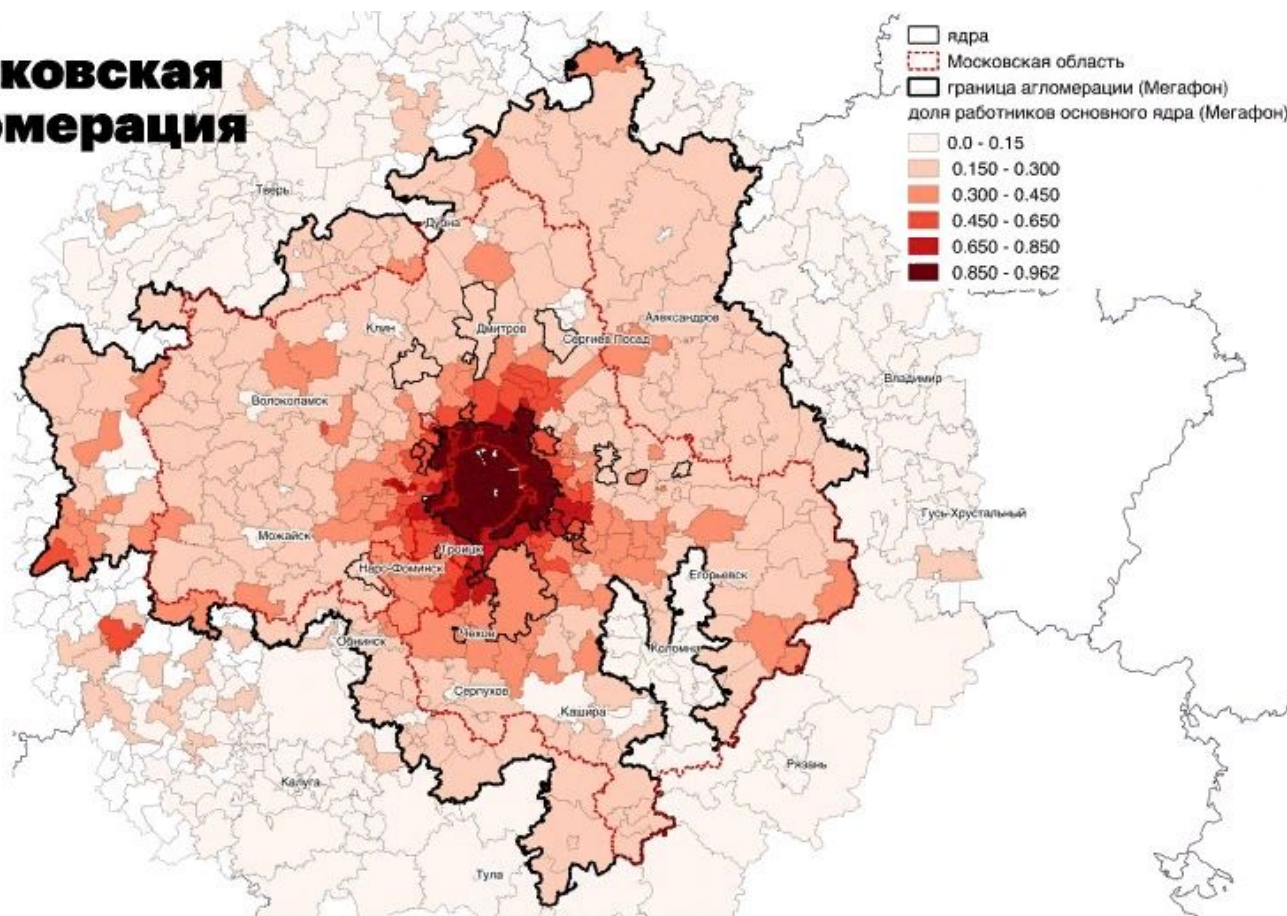 ковская
омерация
ядра
Московская область
граница агломерации (Мегафон)
доля работников основного ядра (Мегафон)
0.0 - 0.15
0.150 - 0.300
0.300 - 0.450
0.450 - 0.650
0.650 - 0.850
0.850 - 0.962
Тверь
Дубна
Клин
Дмитров
Сергиев Посад
Александров
Владимир
Волоколамск
Гусь-Хрустальный
Можайск
Троицк
Наро-Фоминск
Егорьевск
Обнинск
Чехов
Коломна
Серпухов
Кашира
Калуга
Рязань
Тула